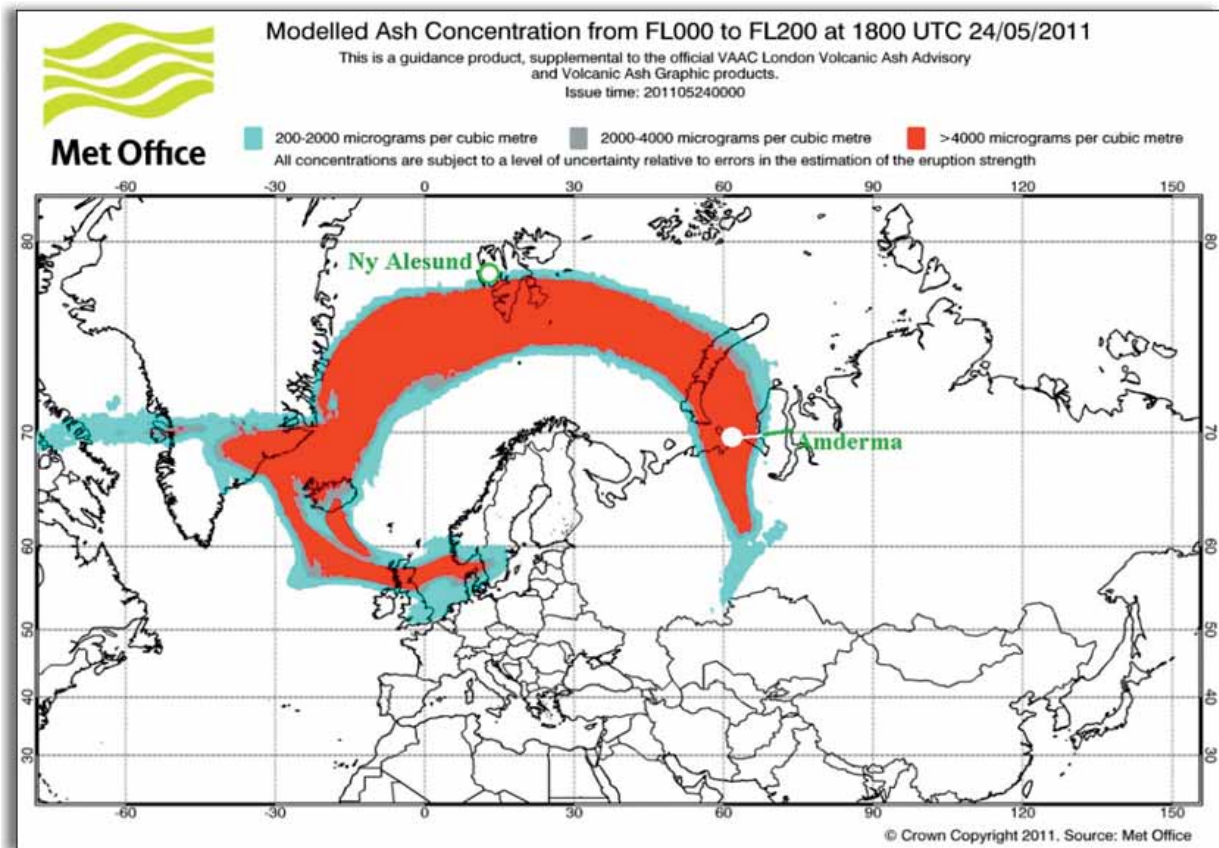 Modelled Ash Concentration from FL000 to FL200 at 1800 UTC 24/05/2011
This is a guidance product, supplemental to the official VAAC London Volcanic Ash Advisory
and Volcanic Ash Graphic products.
Issue time: 201105240000
Met Office
200-2000 micrograms per cubic metre 2000-4000 micrograms per cubic metre >4000 micrograms per cubic metre
All concentrations are subject to a level of uncertainty relative to errors in the estimation of the eruption strength
-60 -30 0 30 60 90 120 150
80 80
Ny Alesund
70 70
Amderma
60 60
50 50
40 40
30 30
-60 -30 0 30 60 90 120 150
© Crown Copyright 2011. Source: Met Office